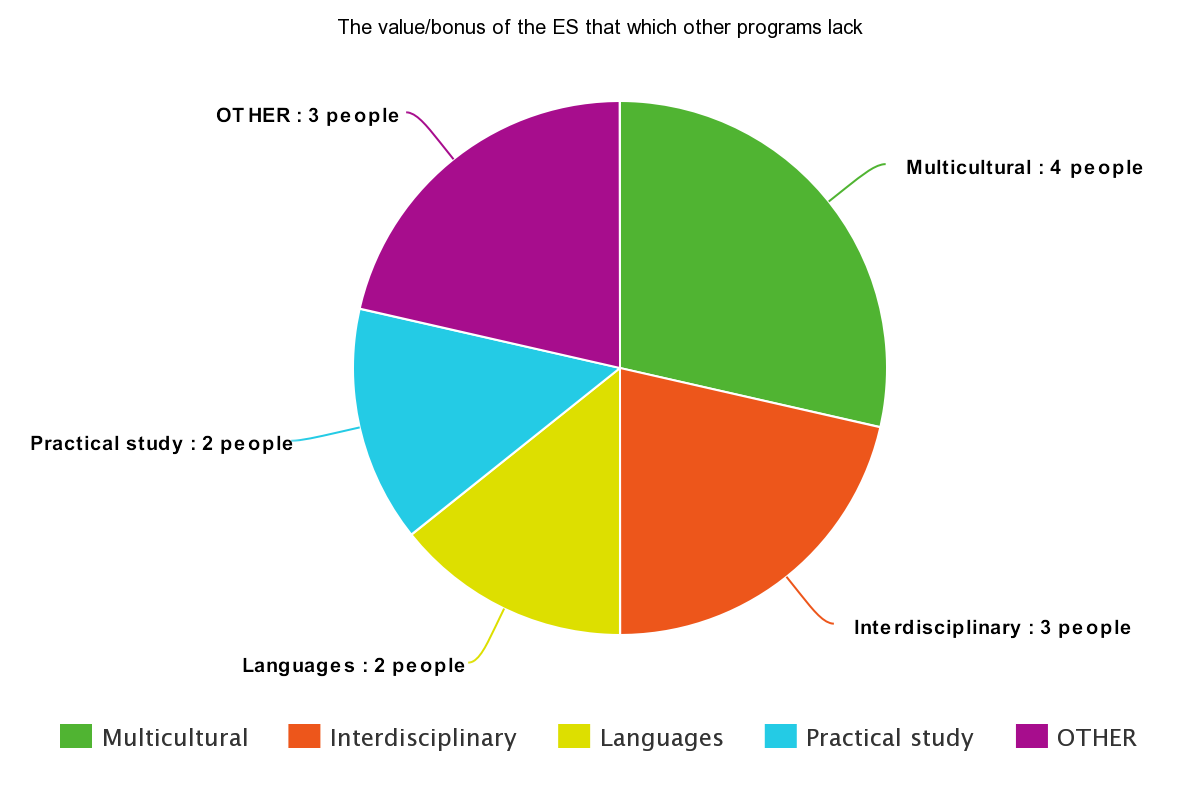 The value/bonus of the ES that which other programs lack
OTHER : 3 people
Multicultural : 4 people
Practical study : 2 people
Interdisciplinary : 3 people
Languages : 2 people
Multicultural Interdisciplinary Languages Practical study OTHER